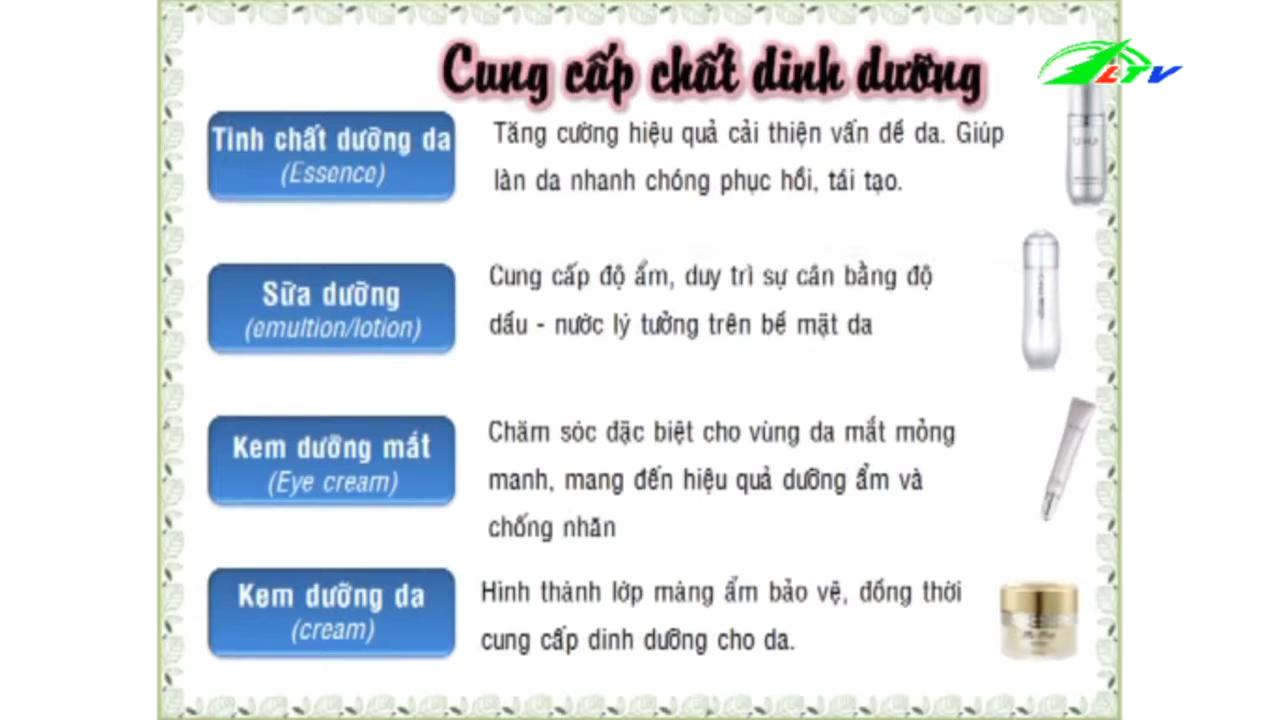 Cung cấp chất dinh dưỡng
LTV
Tinh chất dưỡng da
(Essence)
Tăng cường hiệu quả cải thiện vấn đề da. Giúp
làn da nhanh chóng phục hồi, tái tạo.
Sữa dưỡng
(emultion/lotion)
Cung cấp độ ẩm, duy trì sự cân bằng độ
dầu - nước lý tưởng trên bề mặt da
Kem dưỡng mắt
(Eye cream)
Chăm sóc đặc biệt cho vùng da mắt mỏng
manh, mang đến hiệu quả dưỡng ẩm và
chống nhăn
Kem dưỡng da
(cream)
Hình thành lớp màng ẩm bảo vệ, đồng thời
cung cấp dinh dưỡng cho da.